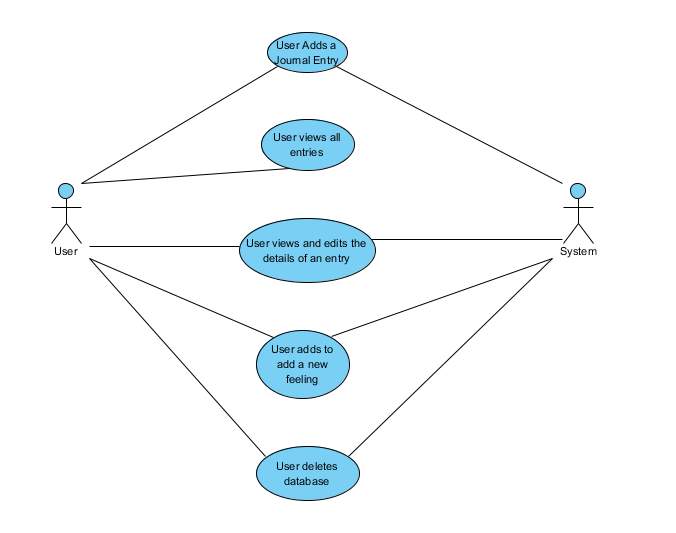 User Adds a
Journal Entry
User views all
entries
User views and edits the
details of an entry
User
System
User adds to
add a new
feeling
User deletes
database